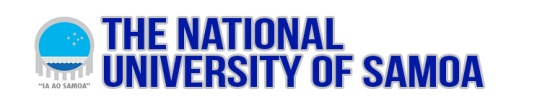 THE NATIONAL
UNIVERSITY OF SAMOA
"IA AO SAMOA"